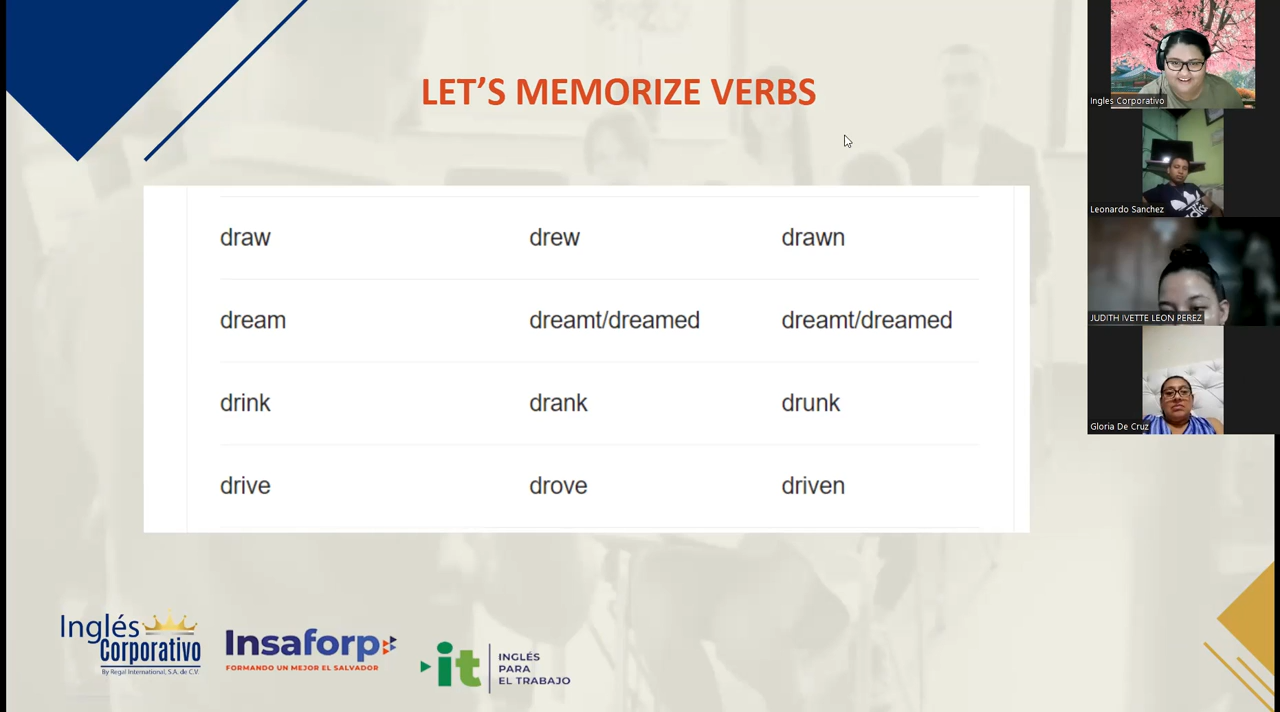 LET'S MEMORIZE VERBS
draw drew drawn
dream dreamt/dreamed dreamt/dreamed
drink drank drunk
drive drove driven
Inglés
Corporativo
By Regal International, S.A. de C.V.
Insaforp
FORMANDO UN MEJOR EL SALVADOR
it
INGLÉS
PARA
EL TRABAJO
Ingles Corporativo
Leonardo Sanchez
adidas
JUDITH IVETTE LEON PEREZ
Gloria De Cruz